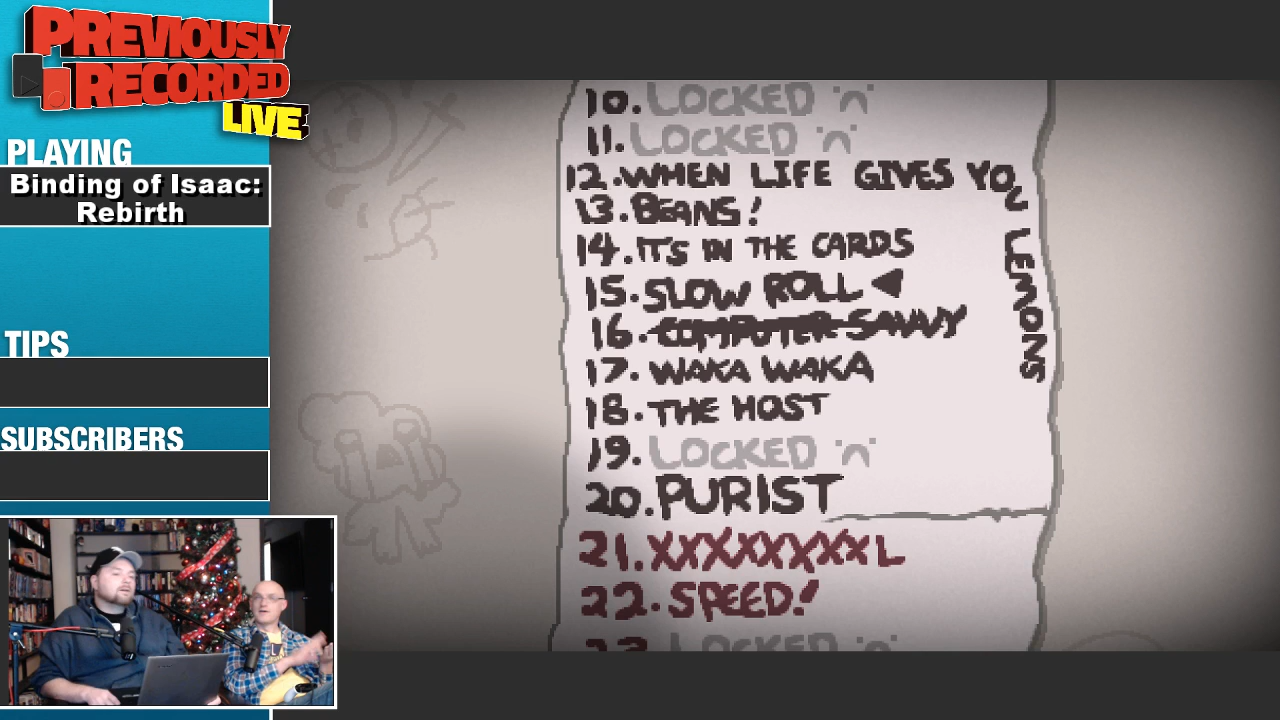 PREVIOUSLY
RECORDED
LIVE
PLAYING
Binding of Isaac:
Rebirth
TIPS
SUBSCRIBERS
10. LOCKED 'n'
11. LOCKED 'n'
12. WHEN LIFE GIVES YOU LEMONS
13. BEANS!
14. IT'S IN THE CARDS
15. SLOW ROLL
16. COMPUTER SAVVY
17. WAKA WAKA
18. THE HOST
19. LOCKED 'n'
20. PURIST
21. XXXXXXXXL
22. SPEED!
23. LOCKED 'n'